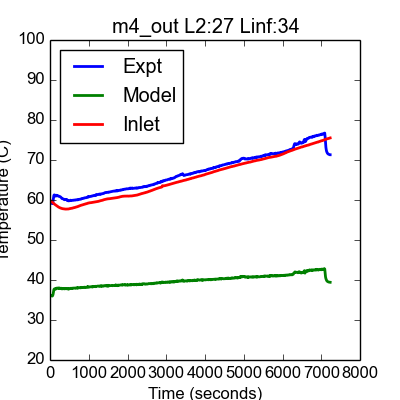 m4_out L2:27 Linf:34
100
90
80
70
60
50
40
30
20
Temperature (C)
Expt
Model
Inlet
0 1000 2000 3000 4000 5000 6000 7000 8000
Time (seconds)